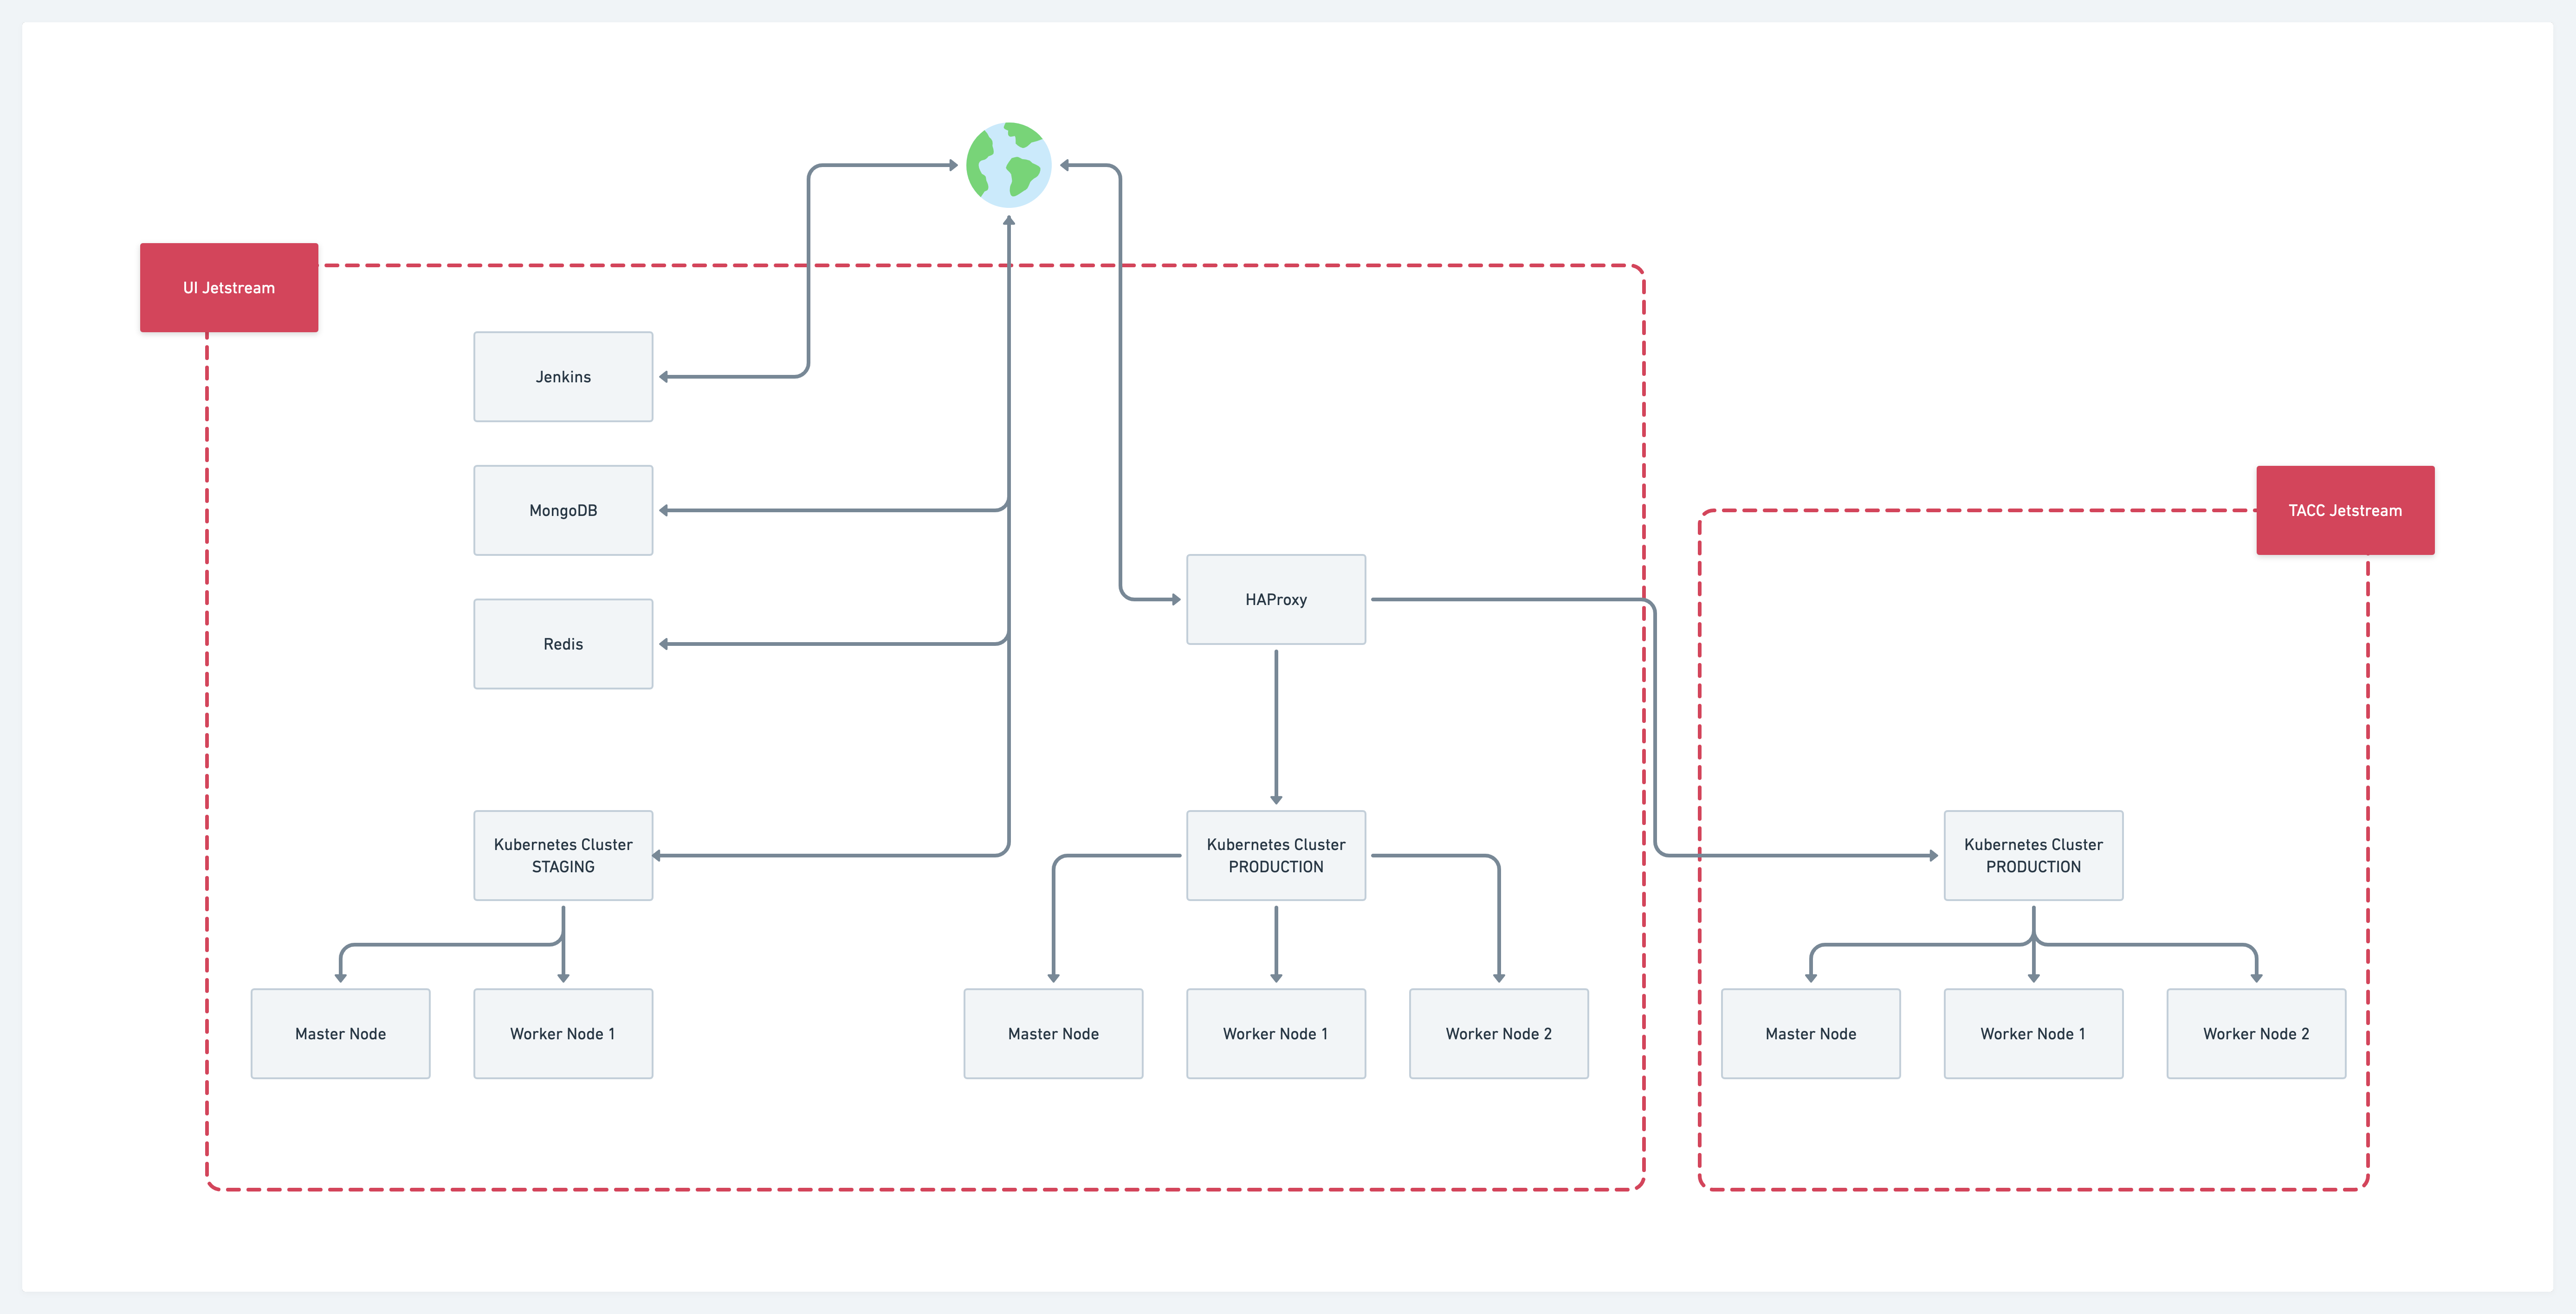 UI Jetstream
Jenkins
MongoDB
TACC Jetstream
HAProxy
Redis
Kubernetes Cluster
STAGING
Kubernetes Cluster
PRODUCTION
Kubernetes Cluster
PRODUCTION
Master Node
Worker Node 1
Master Node
Worker Node 1
Worker Node 2
Master Node
Worker Node 1
Worker Node 2